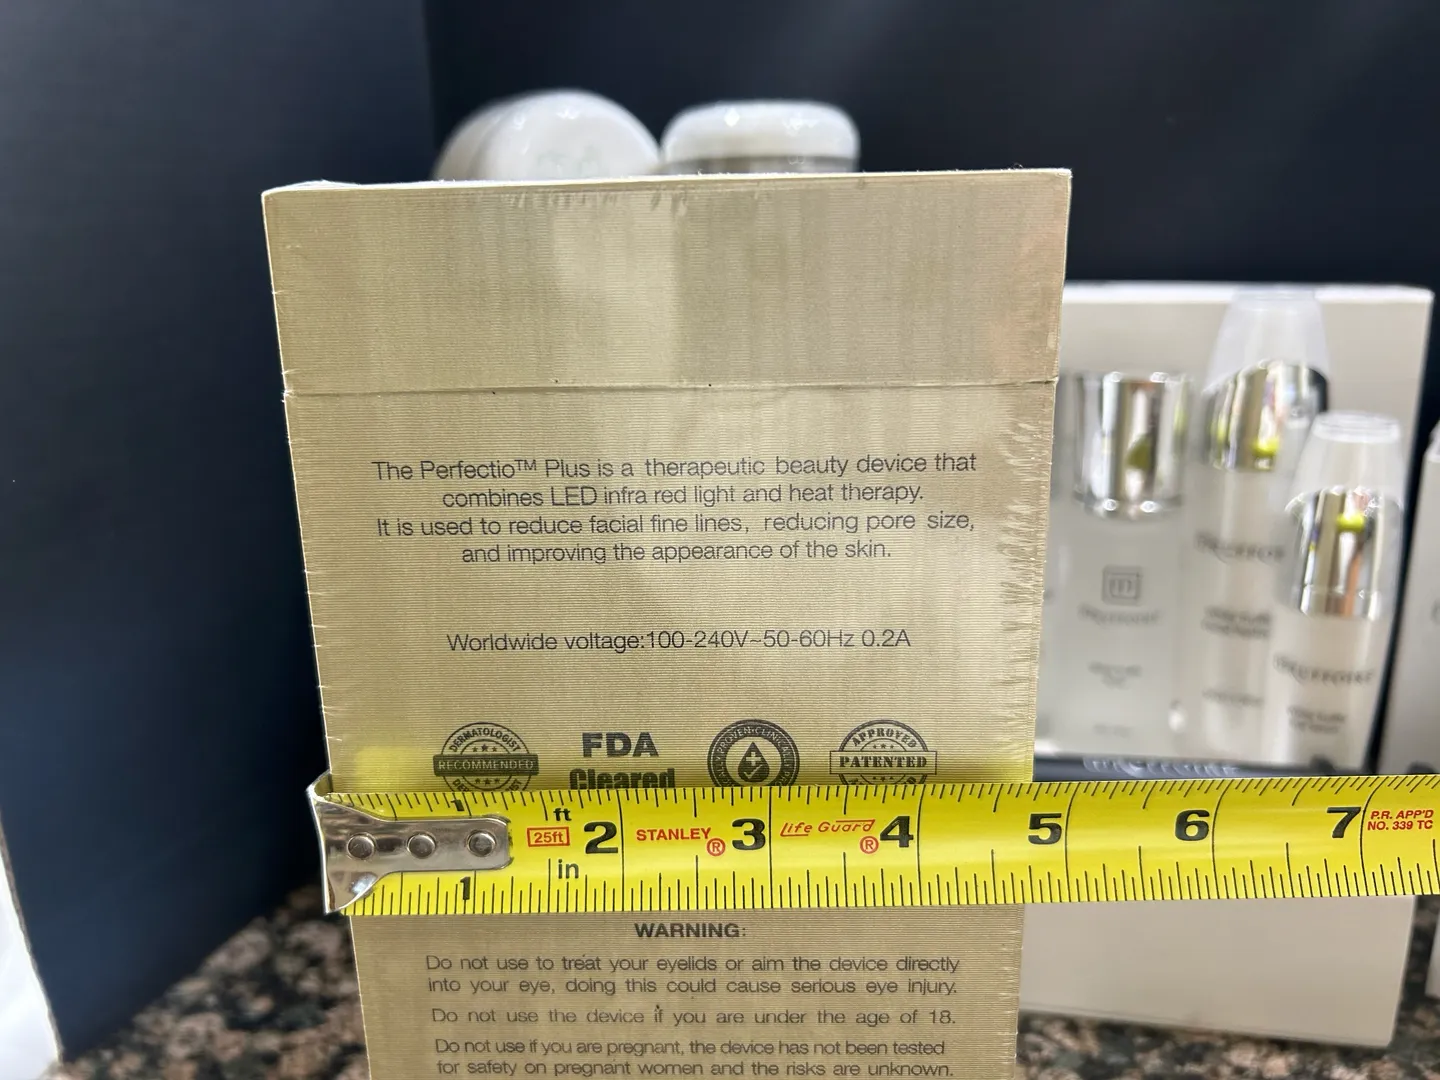 The Perfectio™ Plus is a therapeutic beauty device that
combines LED infra red light and heat therapy.
It is used to reduce facial fine lines, reducing pore size,
and improving the appearance of the skin.
Worldwide voltage:100-240V~50-60Hz 0.2A
DERMATOLOGIST
RECOMMENDED
FDA
Cleared
APPROVED
PATENTED
1 ft 25ft 2 STANLEY® 3 Life Guard® 4 5 6 7 P.R. APP'D
NO. 339 TC
1 in
WARNING:
Do not use to treat your eyelids or aim the device directly
into your eye, doing this could cause serious eye injury.
Do not use the device if you are under the age of 18.
Do not use if you are pregnant, the device has not been tested
for safety on pregnant women and the risks are unknown.